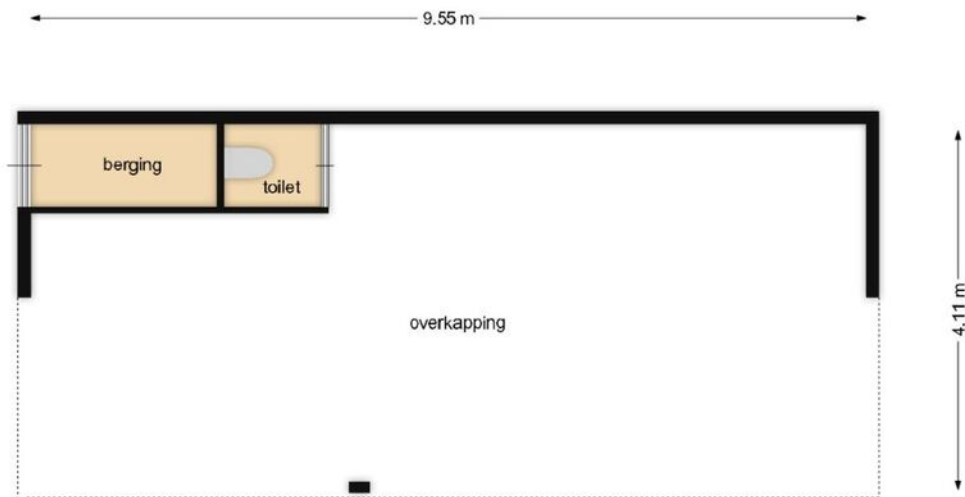 9.55 m
berging
toilet
overkapping
4.11 m